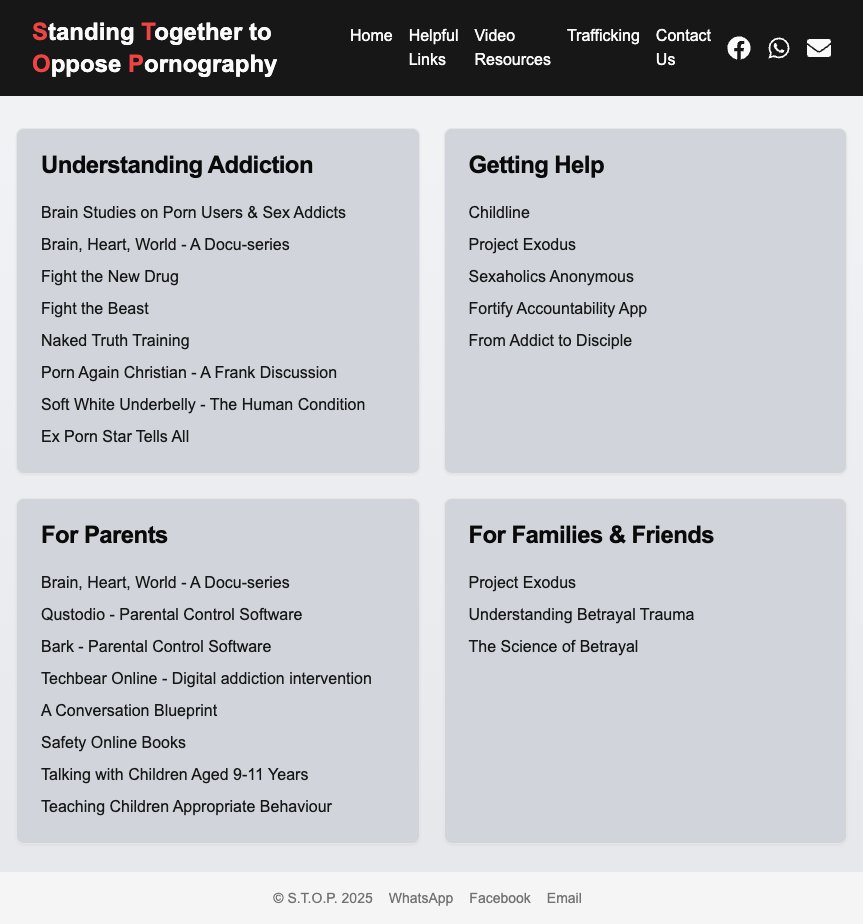 Standing Together to
Oppose Pornography
Home
Helpful
Links
Video
Resources
Trafficking
Contact
Us
Understanding Addiction
Brain Studies on Porn Users & Sex Addicts
Brain, Heart, World - A Docu-series
Fight the New Drug
Fight the Beast
Naked Truth Training
Porn Again Christian - A Frank Discussion
Soft White Underbelly - The Human Condition
Ex Porn Star Tells All
Getting Help
Childline
Project Exodus
Sexaholics Anonymous
Fortify Accountability App
From Addict to Disciple
For Parents
Brain, Heart, World - A Docu-series
Qustodio - Parental Control Software
Bark - Parental Control Software
Techbear Online - Digital addiction intervention
A Conversation Blueprint
Safety Online Books
Talking with Children Aged 9-11 Years
Teaching Children Appropriate Behaviour
For Families & Friends
Project Exodus
Understanding Betrayal Trauma
The Science of Betrayal
© S.T.O.P. 2025 WhatsApp Facebook Email